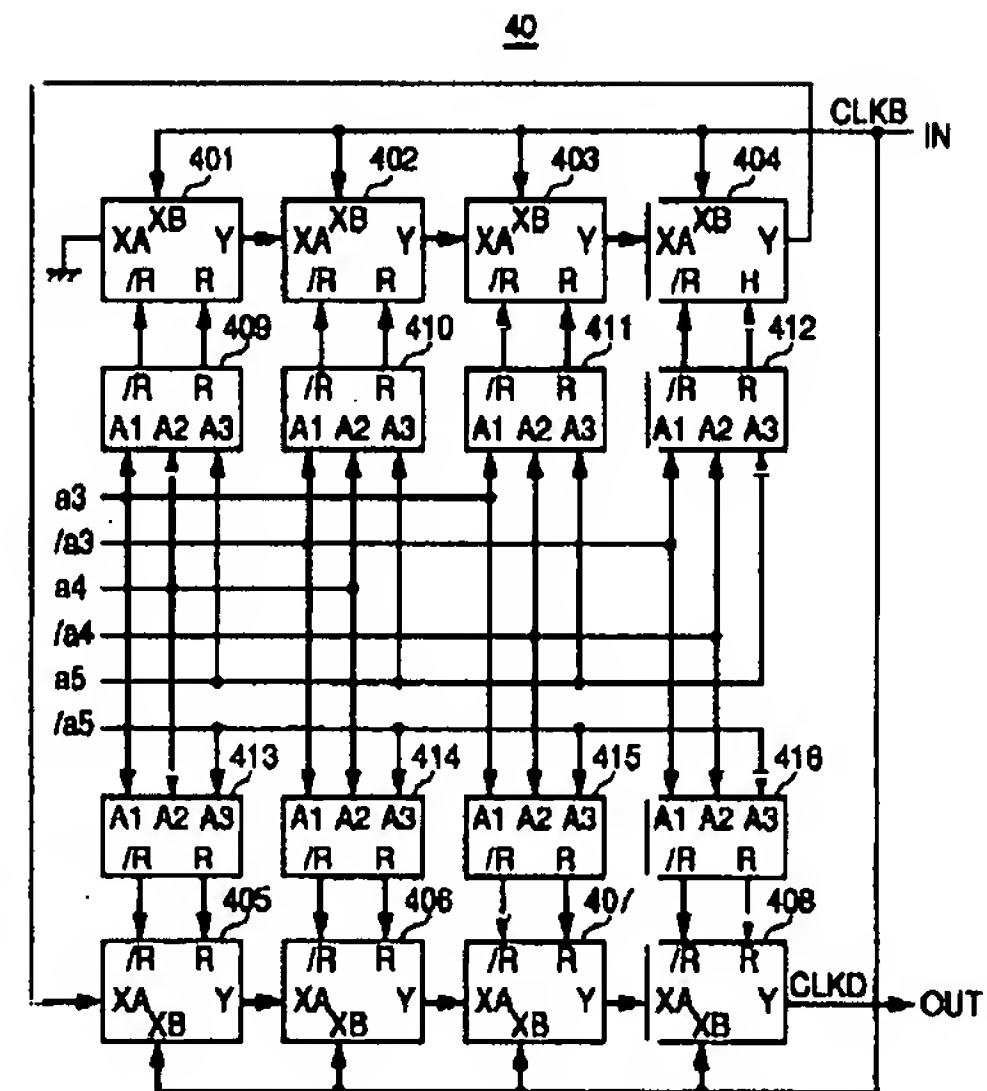 40
CLKB
IN
401 402 403 404
XA XB Y XA XB Y XA XB Y XA XB Y
/R R /R R /R R /R H
409 410 411 412
/R R /R R /R R /R R
A1 A2 A3 A1 A2 A3 A1 A2 A3 A1 A2 A3
a3
/a3
a4
/a4
a5
/a5
413 414 415 416
A1 A2 A3 A1 A2 A3 A1 A2 A3 A1 A2 A3
/R R /R R /R R /R R
405 406 407 408
/R R /R R /R R /R R
XA XB Y XA XB Y XA XB Y XA XB Y
CLKD
OUT